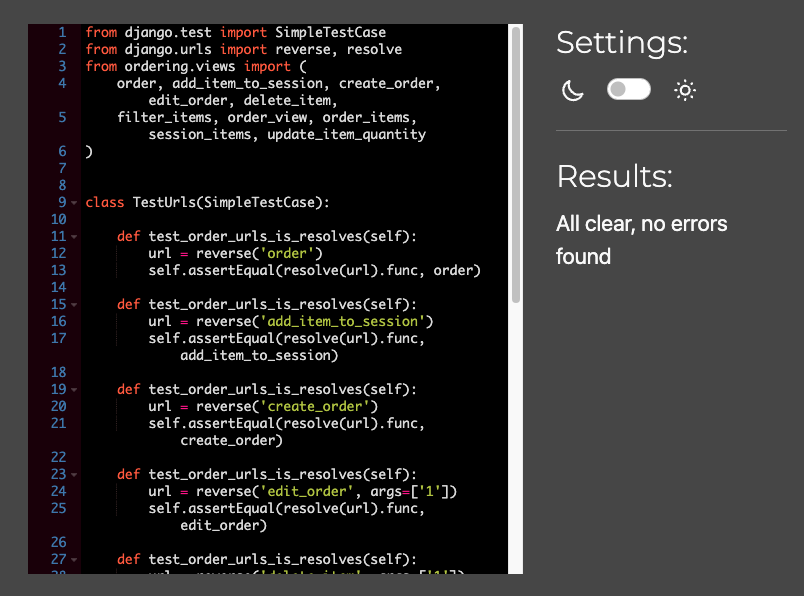 1 from django.test import SimpleTestCase
2 from django.urls import reverse, resolve
3 from ordering.views import (
4 order, add_item_to_session, create_order,
edit_order, delete_item,
5 filter_items, order_view, order_items,
session_items, update_item_quantity
6 )
7
8
9 class TestUrls(SimpleTestCase):
10
11 def test_order_urls_is_resolves(self):
12 url = reverse('order')
13 self.assertEqual(resolve(url).func, order)
14
15 def test_order_urls_is_resolves(self):
16 url = reverse('add_item_to_session')
17 self.assertEqual(resolve(url).func,
add_item_to_session)
18
19 def test_order_urls_is_resolves(self):
20 url = reverse('create_order')
21 self.assertEqual(resolve(url).func,
create_order)
22
23 def test_order_urls_is_resolves(self):
24 url = reverse('edit_order', args=['1'])
25 self.assertEqual(resolve(url).func,
edit_order)
26
27 def test_order_urls_is_resolves(self):
Settings:
Results:
All clear, no errors
found